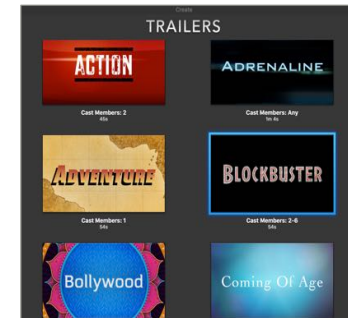 Create
TRAILERS
ACTION
ADRENALINE
Cast Members: 2
45s
Cast Members: Any
1m 4s
ADVENTURE
BLOCKBUSTER
Cast Members: 1
54s
Cast Members: 2-6
54s
Bollywood
Coming Of Age